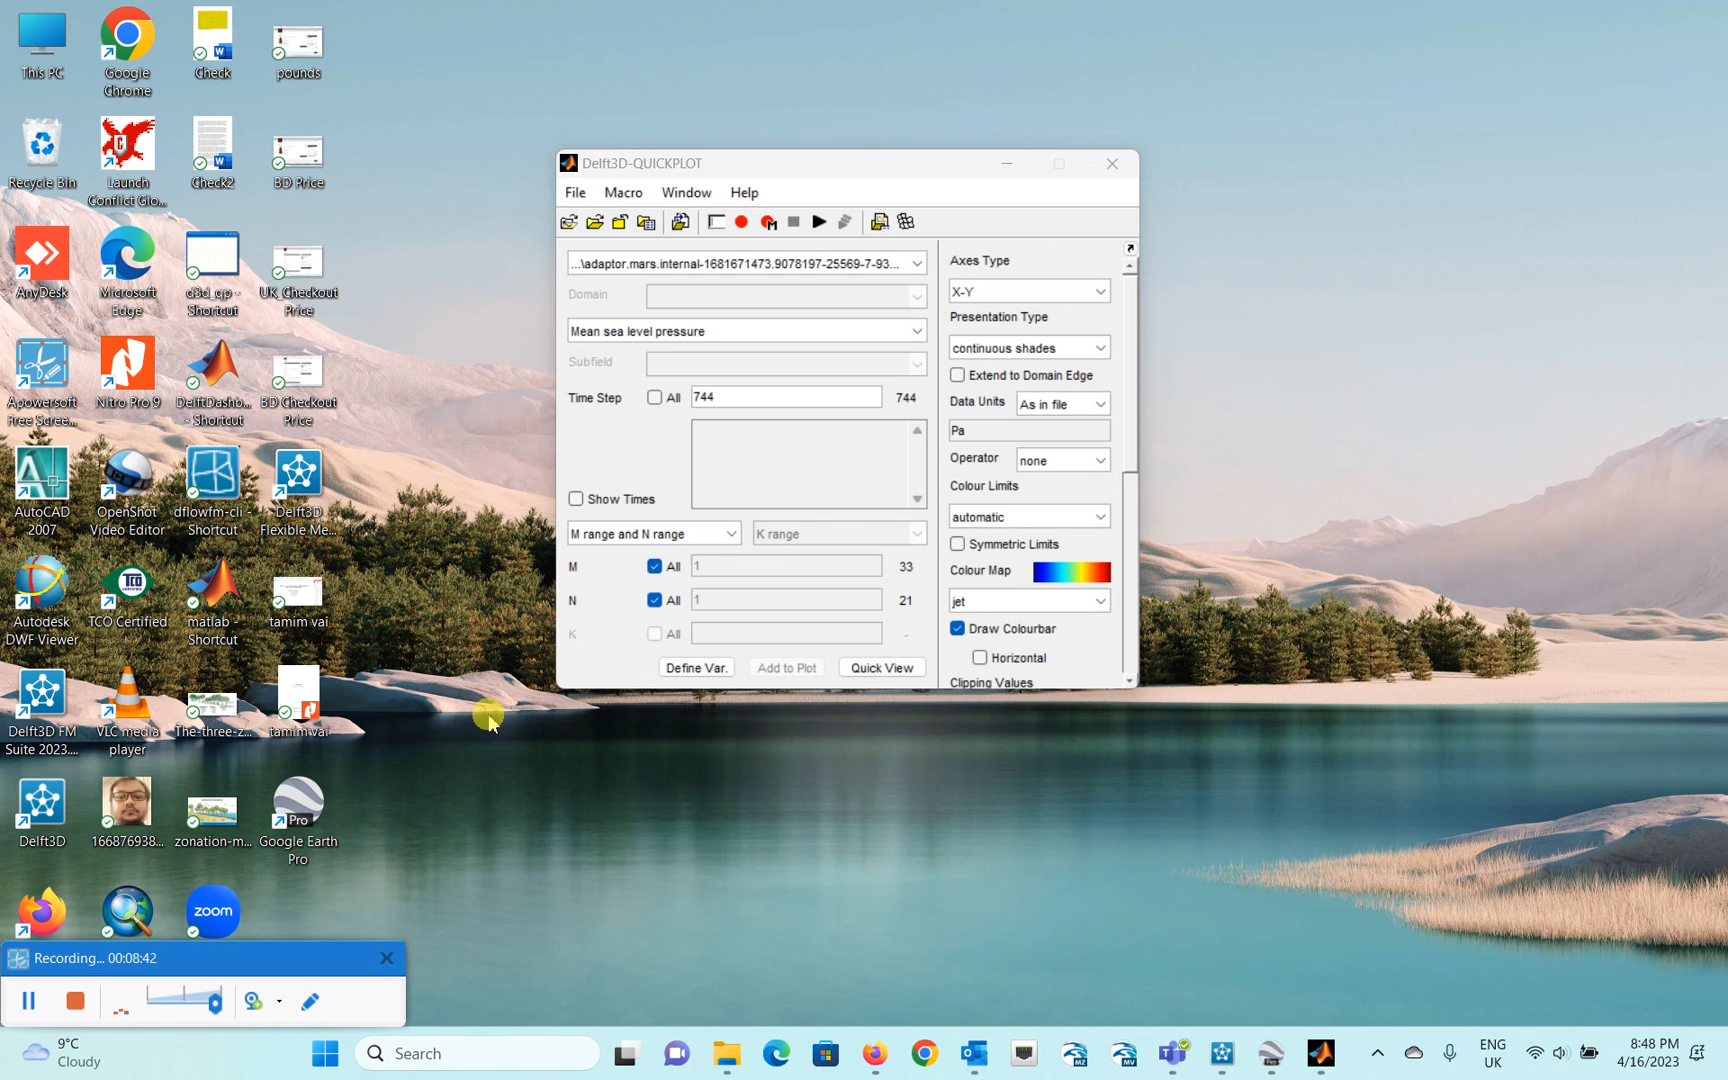 This PC
Google
Chrome
Check
pounds
Recycle Bin
Launch
Conflict Glo...
Check2
BD Price
AnyDesk
Microsoft
Edge
d3d_qp -
Shortcut
UK_Checkout
Price
Apowersoft
Free Scree...
Nitro Pro 9
DelftDashb...
- Shortcut
BD Checkout
Price
AutoCAD
2007
OpenShot
Video Editor
dflowfm-cli -
Shortcut
Delft3D
Flexible Me...
Autodesk
DWF Viewer
TCO Certified
matlab -
Shortcut
tamim vai
Delft3D FM
Suite 2023....
VLC media
player
The-three-z...
tamim vai
Delft3D
166876938...
zonation-m...
Pro
Google Earth
Pro
zoom
Delft3D-QUICKPLOT
File Macro Window Help
...\adaptor.mars.internal-1681671473.9078197-25569-7-93...
Domain
Mean sea level pressure
Subfield
Time Step All 744 744
Show Times
M range and N range K range
M All 1 33
N All 1 21
K All -
Define Var. Add to Plot Quick View
Axes Type
X-Y
Presentation Type
continuous shades
Extend to Domain Edge
Data Units As in file
Pa
Operator none
Colour Limits
automatic
Symmetric Limits
Colour Map
jet
Draw Colourbar
Horizontal
Clipping Values
Recording... 00:08:42
9°C
Cloudy
Search
ENG
UK
8:48 PM
4/16/2023